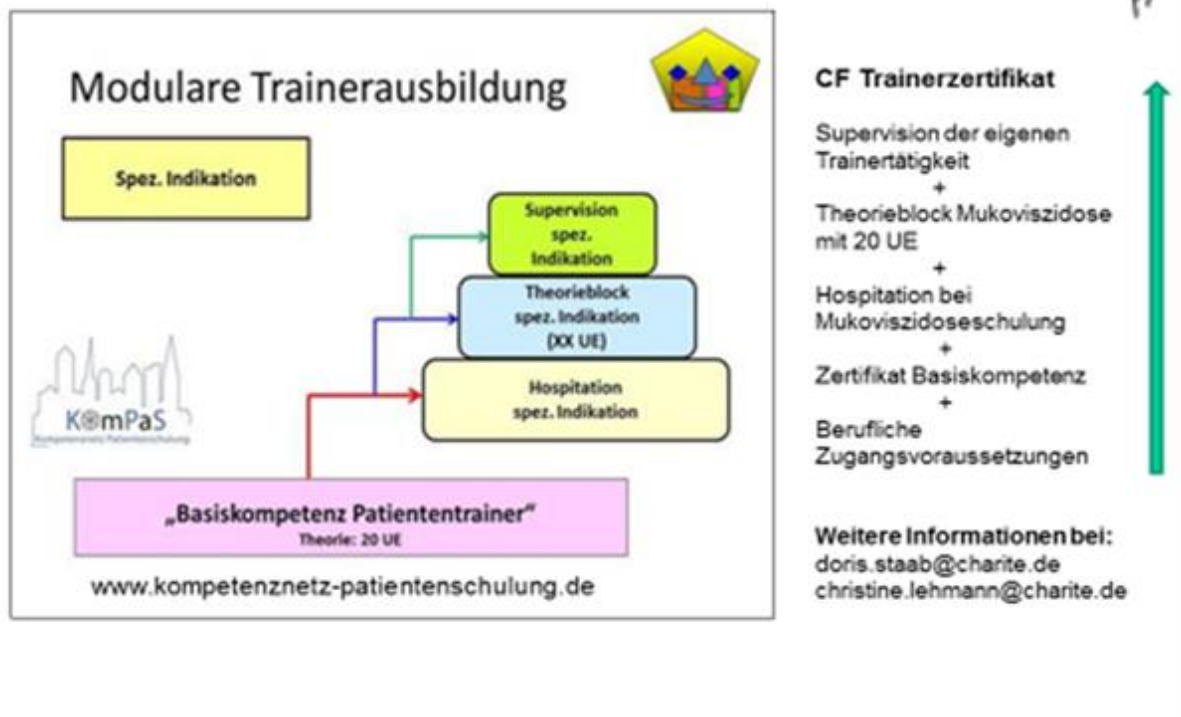 Modulare Trainerausbildung
Spez. Indikation
Supervision
spez.
Indikation
Theorieblock
spez. Indikation
(XX UE)
Hospitation
spez. Indikation
KomPaS
Kompetenznetz Patientenschulung
„Basiskompetenz Patiententrainer“
Theorie: 20 UE
www.kompetenznetz-patientenschulung.de
CF Trainerzertifikat
Supervision der eigenen
Trainertätigkeit
+
Theorieblock Mukoviszidose
mit 20 UE
+
Hospitation bei
Mukoviszidoseschulung
+
Zertifikat Basiskompetenz
+
Berufliche
Zugangsvoraussetzungen
Weitere Informationen bei:
doris.staab@charite.de
christine.lehmann@charite.de